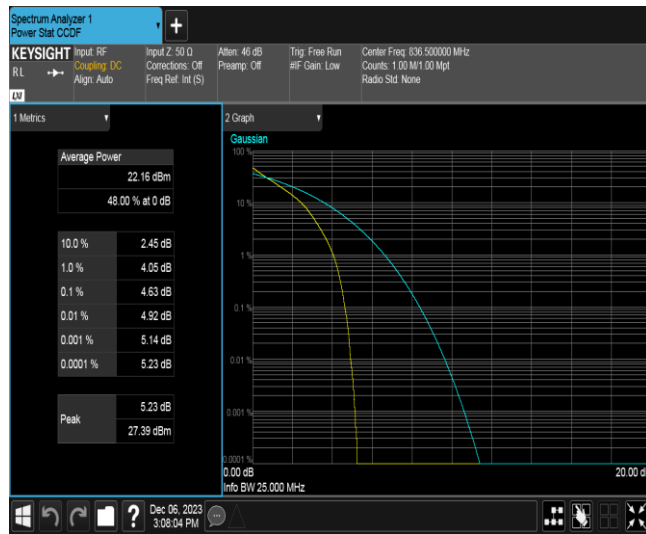 Spectrum Analyzer 1
Power Stat CCDF
+
KEYSIGHT
RL
LXI
Input: RF
Coupling: DC
Align: Auto
Input Z: 50 Ω
Corrections: Off
Freq Ref: Int (S)
Atten: 46 dB
Preamp: Off
Trig: Free Run
#IF Gain: Low
Center Freq: 836.500000 MHz
Counts: 1.00 M/1.00 Mpt
Radio Std: None
1 Metrics
Average Power
22.16 dBm
48.00 % at 0 dB
10.0 % 2.45 dB
1.0 % 4.05 dB
0.1 % 4.63 dB
0.01 % 4.92 dB
0.001 % 5.14 dB
0.0001 % 5.23 dB
Peak
5.23 dB
27.39 dBm
2 Graph
Gaussian
100 %
10 %
1 %
0.1 %
0.01 %
0.001 %
0.0001 %
0.00 dB
20.00 d
Info BW 25.000 MHz
?
Dec 06, 2023
3:08:04 PM